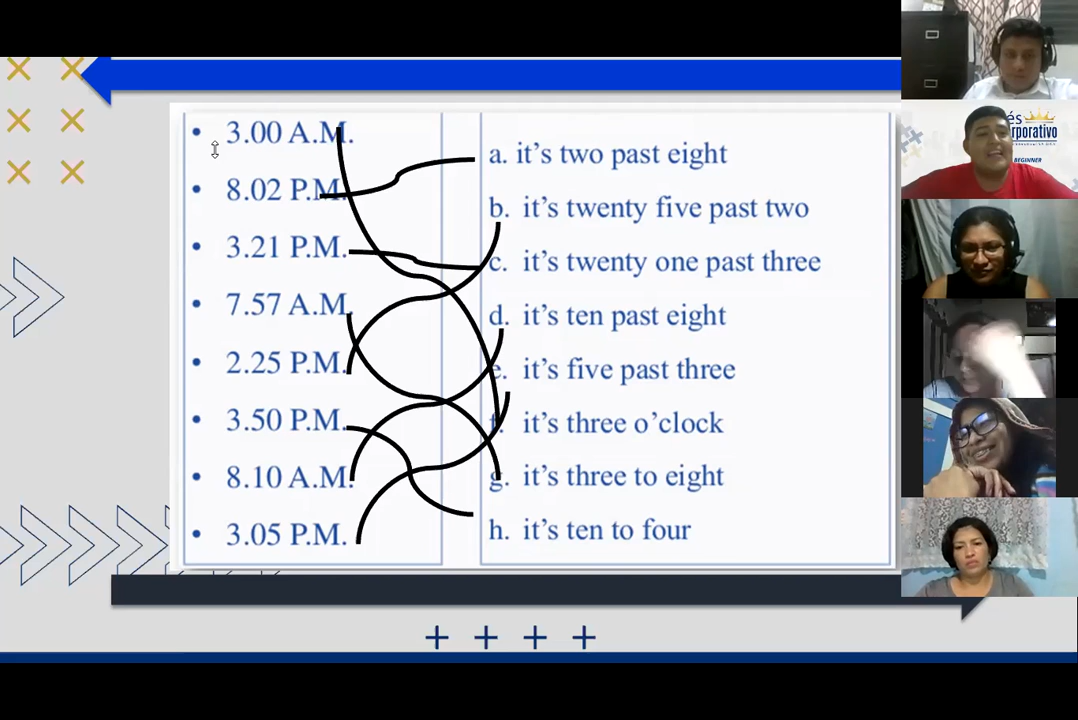 3.00 A.M.
8.02 P.M.
3.21 P.M.
7.57 A.M.
2.25 P.M.
3.50 P.M.
8.10 A.M.
3.05 P.M.
a. it's two past eight
b. it's twenty five past two
c. it's twenty one past three
d. it's ten past eight
e. it's five past three
f. it's three o'clock
g. it's three to eight
h. it's ten to four
és
rporativo
BEGINNER